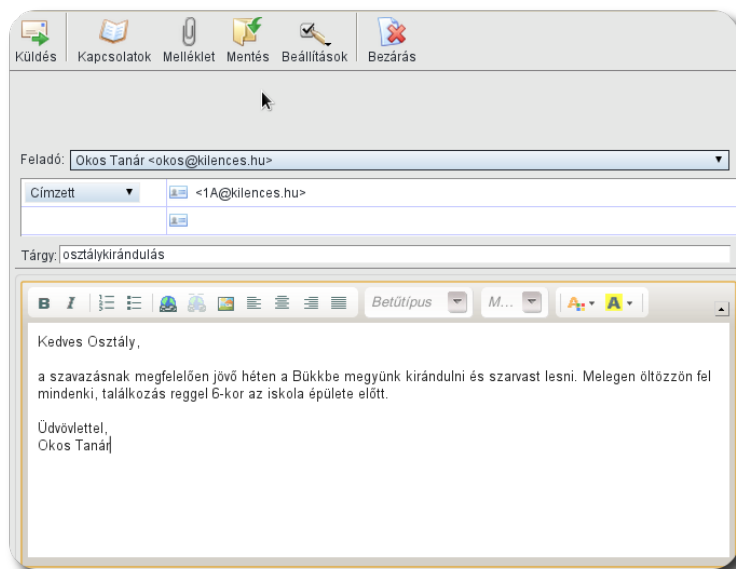 Küldés Kapcsolatok Melléklet Mentés Beállítások Bezárás
Feladó: Okos Tanár <okos@kilences.hu>
Címzett <1A@kilences.hu>
Tárgy: osztálykirándulás
B I Betűtípus M... A A
Kedves Osztály,
a szavazásnak megfelelően jövő héten a Bükkbe megyünk kirándulni és szarvast lesni. Melegen öltözzön fel
mindenki, találkozás reggel 6-kor az iskola épülete előtt.
Üdvövlettel,
Okos Tanár